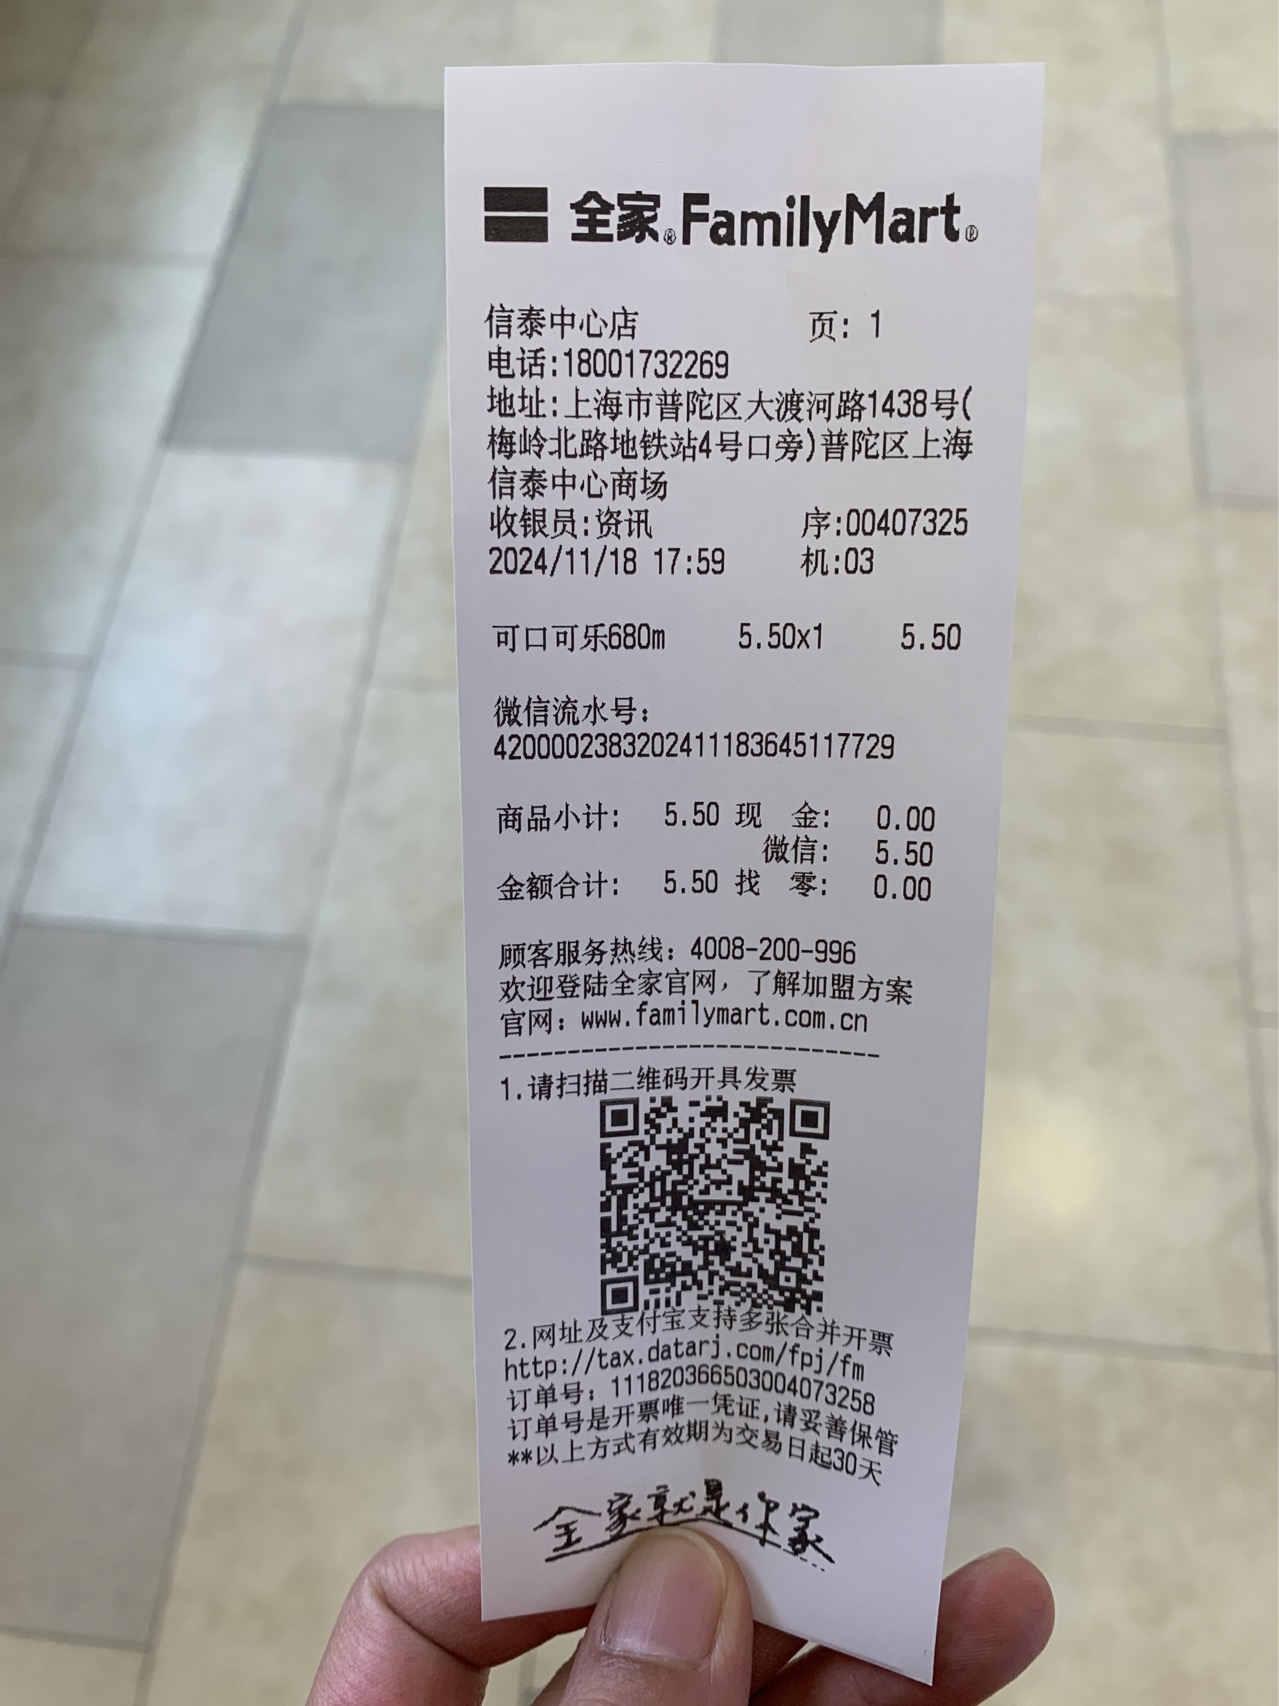 全家®FamilyMart®
信泰中心店 页: 1
电话:18001732269
地址:上海市普陀区大渡河路1438号(
梅岭北路地铁站4号口旁)普陀区上海
信泰中心商场
收银员:资讯 序:00407325
2024/11/18 17:59 机:03
可口可乐680m 5.50x1 5.50
微信流水号:
4200002383202411183645117729
商品小计: 5.50 现 金: 0.00
微信: 5.50
金额合计: 5.50 找 零: 0.00
顾客服务热线: 4008-200-996
欢迎登陆全家官网, 了解加盟方案
官网: www.familymart.com.cn
----------------------------
1.请扫描二维码开具发票
2.网址及支付宝支持多张合并开票
http://tax.datarj.com/fpj/fm
订单号: 111820366503004073258
订单号是开票唯一凭证,请妥善保管
**以上方式有效期为交易日起30天
全家就是你家